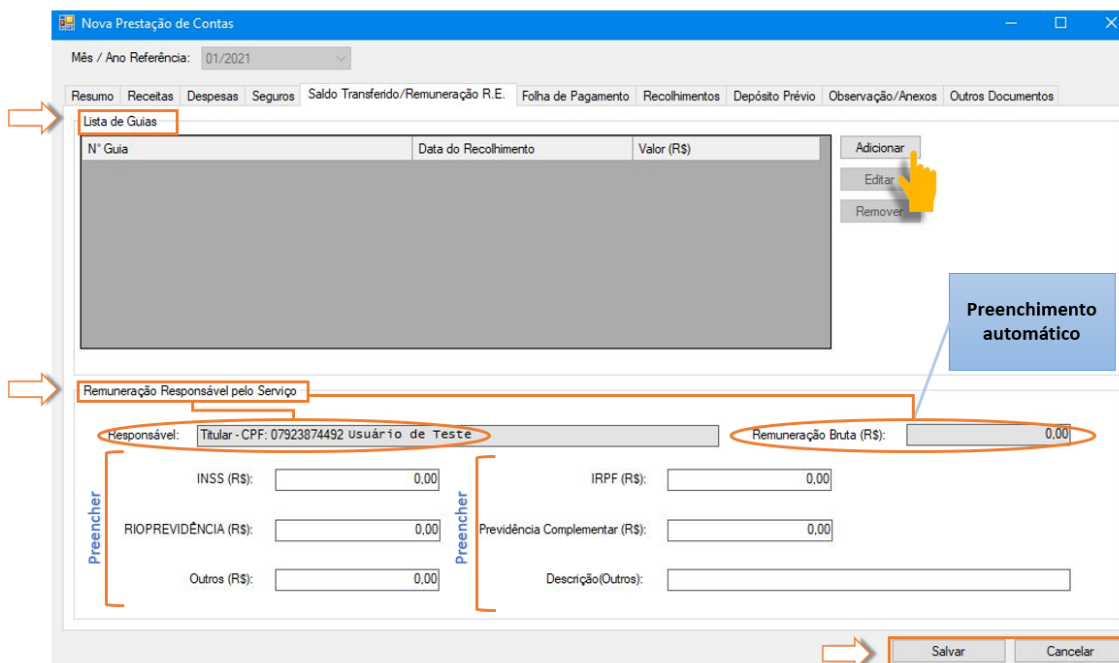 Nova Prestação de Contas
Mês / Ano Referência: 01/2021
Resumo Receitas Despesas Seguros Saldo Transferido/Remuneração R.E. Folha de Pagamento Recolhimentos Depósito Prévio Observação/Anexos Outros Documentos
Lista de Guias
N° Guia Data do Recolhimento Valor (R$)
Adicionar
Editar
Remover
Preenchimento
automático
Remuneração Responsável pelo Serviço
Responsável: Titular - CPF: 07923874492 Usuário de Teste Remuneração Bruta (R$): 0,00
Preencher
INSS (R$): 0,00
RIOPREVIDÊNCIA (R$): 0,00
Outros (R$): 0,00
Preencher
IRPF (R$): 0,00
Previdência Complementar (R$): 0,00
Descrição(Outros):
Salvar Cancelar